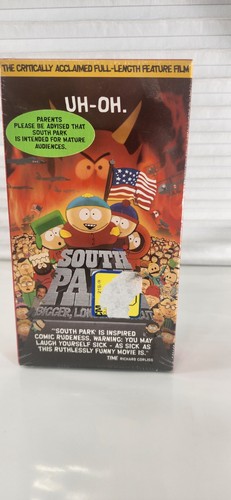 THE CRITICALLY ACCLAIMED FULL-LENGTH FEATURE FILM
UH-OH.
PARENTS
PLEASE BE ADVISED THAT
SOUTH PARK
IS INTENDED FOR MATURE
AUDIENCES.
SOUTH
BIGGER,
"'SOUTH PARK' IS INSPIRED
COMIC RUDENESS. WARNING: YOU MAY
LAUGH YOURSELF SICK - AS SICK AS
THIS RUTHLESSLY FUNNY MOVIE IS."
TIME RICHARD CORLISS